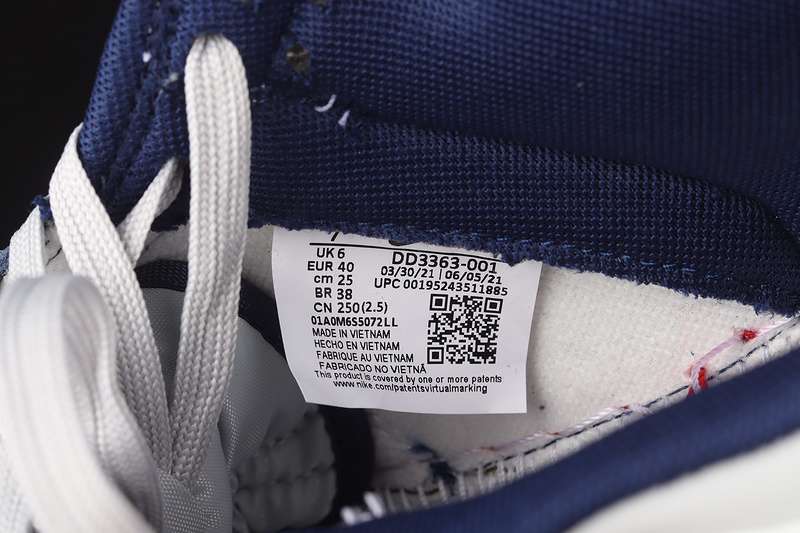 UK 6
EUR 40
cm 25
BR 38
CN 250 (2.5)
01A0M6S5072LL
DD3363-001
03/30/21 | 06/05/21
UPC 00195243511885
MADE IN VIETNAM
HECHO EN VIETNAM
FABRIQUE AU VIETNAM
FABRICADO NO VIETNÃ
This product is covered by one or more patents
www.nike.com/patentsvirtualmarking